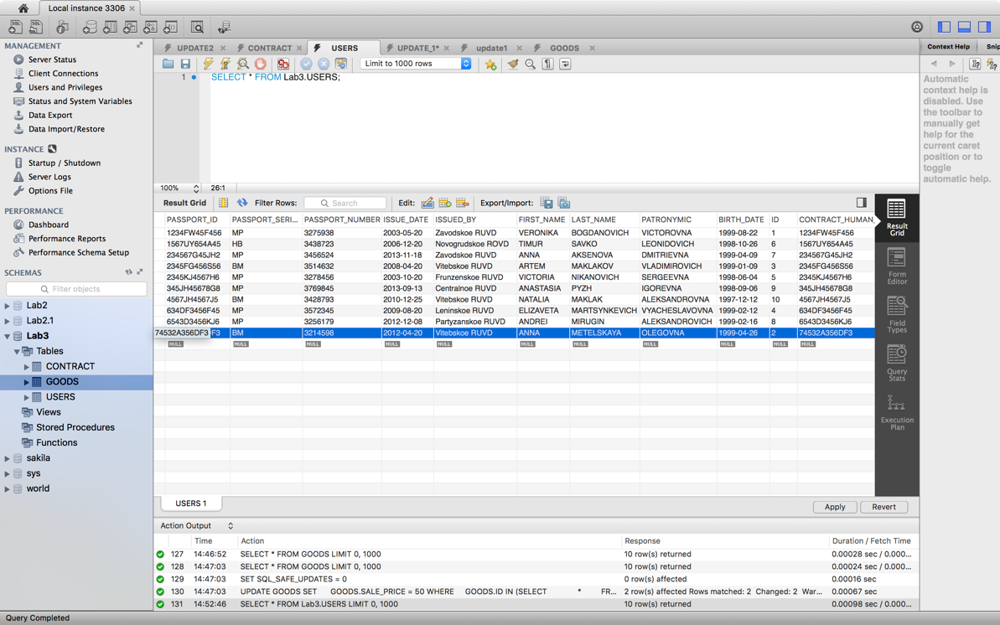 Local instance 3306
UPDATE2 CONTRACT USERS UPDATE_1* update1 GOODS
Context Help Snip
MANAGEMENT
Server Status
Client Connections
Users and Privileges
Status and System Variables
Data Export
Data Import/Restore
INSTANCE
Startup / Shutdown
Server Logs
Options File
PERFORMANCE
Dashboard
Performance Reports
Performance Schema Setup
SCHEMAS
Filter objects
Lab2
Lab2.1
Lab3
Tables
CONTRACT
GOODS
USERS
Views
Stored Procedures
Functions
sakila
sys
world
Limit to 1000 rows
1 SELECT * FROM Lab3.USERS;
100% 26:1
Automatic
context help is
disabled. Use
the toolbar to
manually get
help for the
current caret
position or to
toggle
automatic help.
Result Grid Filter Rows: Search Edit: Export/Import:
PASSPORT_ID PASSPORT_SERI... PASSPORT_NUMBER ISSUE_DATE ISSUED_BY FIRST_NAME LAST_NAME PATRONYMIC BIRTH_DATE ID CONTRACT_HUMAN_
1234FW45F456 MP 3275938 2003-05-20 Zavodskoe RUVD VERONIKA BOGDANOVICH VICTOROVNA 1999-08-22 1 1234FW45F456
1567UY654A45 HB 3438723 2006-12-20 Novogrudskoe ROVD TIMUR SAVKO LEONIDOVICH 1998-10-26 6 1567UY654A45
234567G45JH2 MP 3456524 2013-11-18 Zavodskoe RUVD ANNA AKSENOVA DMITRIEVNA 1999-04-09 7 234567G45JH2
2345FG456S56 BM 3514632 2008-04-20 Vitebskoe RUVD ARTEM MAKLAKOV VLADIMIROVICH 1999-01-09 3 2345FG456S56
2345KJ4567H6 MP 3278456 2003-10-20 Frunzenskoe RUVD VICTORIA NIKANOVICH SERGEEVNA 1998-06-04 5 2345KJ4567H6
345JH45678G8 MP 3769845 2013-09-13 Centralnoe RUVD ANASTASIA PYZH IGOREVNA 1998-09-06 9 345JH45678G8
4567JH4567J5 BM 3428793 2010-12-25 Vitebskoe RUVD NATALIA MAKLAK ALEKSANDROVNA 1997-12-12 10 4567JH4567J5
634DF3456F45 MP 3572345 2009-08-20 Leninskoe RUVD ELIZAVETA MARTSYNKEVICH VYACHESLAVOVNA 1999-12-12 4 634DF3456F45
6543D3456KJ6 MP 3256179 2012-12-08 Partyzanskoe RUVD ANDREI MIRUGIN ALEKSANDROVICH 1999-02-16 8 6543D3456KJ6
74532A356DF3 F3 BM 3214598 2012-04-20 Vitebskoe RUVD ANNA METELSKAYA OLEGOVNA 1999-04-26 2 74532A356DF3
NULL NULL NULL NULL NULL NULL NULL NULL NULL NULL NULL
Result
Grid
Form
Editor
Field
Types
Query
Stats
Execution
Plan
USERS 1
Apply Revert
Action Output
Time Action Response Duration / Fetch Time
127 14:46:52 SELECT * FROM GOODS LIMIT 0, 1000 10 row(s) returned 0.00028 sec / 0.000...
128 14:47:03 SELECT * FROM GOODS LIMIT 0, 1000 10 row(s) returned 0.00024 sec / 0.000...
129 14:47:03 SET SQL_SAFE_UPDATES = 0 0 row(s) affected 0.00016 sec
130 14:47:03 UPDATE GOODS SET GOODS.SALE_PRICE = 50 WHERE GOODS.ID IN (SELECT * FR... 2 row(s) affected Rows matched: 2 Changed: 2 War... 0.00067 sec
131 14:52:46 SELECT * FROM Lab3.USERS LIMIT 0, 1000 10 row(s) returned 0.00098 sec / 0.000...
Query Completed